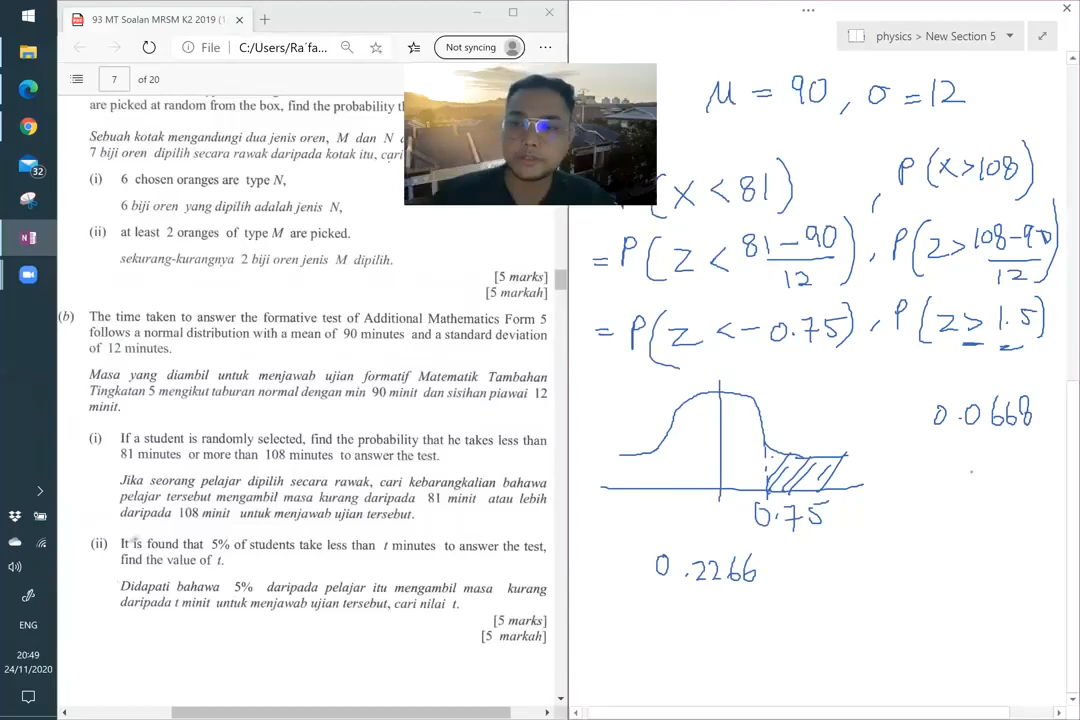 93 MT Soalan MRSM K2 2019 (1
File C:/Users/Ra´fa... Not syncing
7 of 20
are picked at random from the box, find the probability t
Sebuah kotak mengandungi dua jenis oren, M dan N
7 biji oren dipilih secara rawak daripada kotak itu, cari
(i) 6 chosen oranges are type N,
6 biji oren yang dipilih adalah jenis N,
(ii) at least 2 oranges of type M are picked.
sekurang-kurangnya 2 biji oren jenis M dipilih.
[5 marks]
[5 markah]
(b) The time taken to answer the formative test of Additional Mathematics Form 5
follows a normal distribution with a mean of 90 minutes and a standard deviation
of 12 minutes.
Masa yang diambil untuk menjawab ujian formatif Matematik Tambahan
Tingkatan 5 mengikut taburan normal dengan min 90 minit dan sisihan piawai 12
minit.
(i) If a student is randomly selected, find the probability that he takes less than
81 minutes or more than 108 minutes to answer the test.
Jika seorang pelajar dipilih secara rawak, cari kebarangkalian bahawa
pelajar tersebut mengambil masa kurang daripada 81 minit atau lebih
daripada 108 minit untuk menjawab ujian tersebut.
(ii) It is found that 5% of students take less than t minutes to answer the test,
find the value of t.
Didapati bahawa 5% daripada pelajar itu mengambil masa kurang
daripada t minit untuk menjawab ujian tersebut, cari nilai t.
[5 marks]
[5 markah]
32
ENG
20:49
24/11/2020
physics > New Section 5
μ = 90 , σ = 12
(X < 81) , P(X>108)
= P(Z < 81-90/12) , P(Z > 108-90/12)
= P(Z < -0.75) , P(Z > 1.5)
0.0668
0.75
0.2266